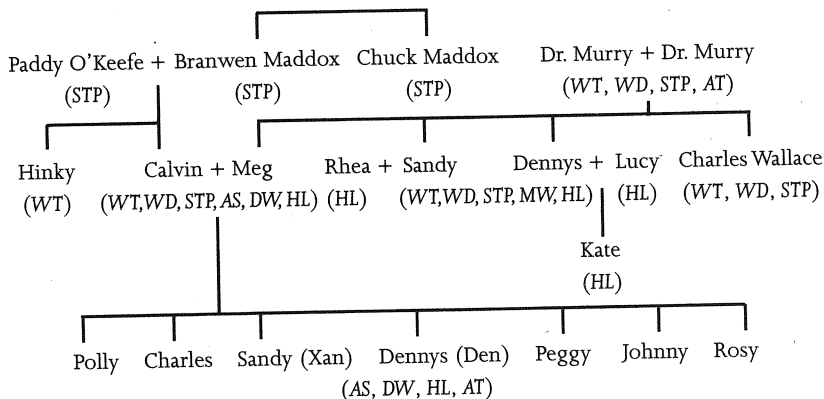 Paddy O'Keefe + Branwen Maddox Chuck Maddox Dr. Murry + Dr. Murry
(STP) (STP) (STP) (WT, WD, STP, AT)
Hinky Calvin + Meg Rhea + Sandy Dennys + Lucy Charles Wallace
(WT) (WT,WD, STP, AS, DW, HL) (HL) (WT,WD, STP, MW, HL) (HL) (WT, WD, STP)
Kate
(HL)
Polly Charles Sandy (Xan) Dennys (Den) Peggy Johnny Rosy
(AS, DW, HL, AT)